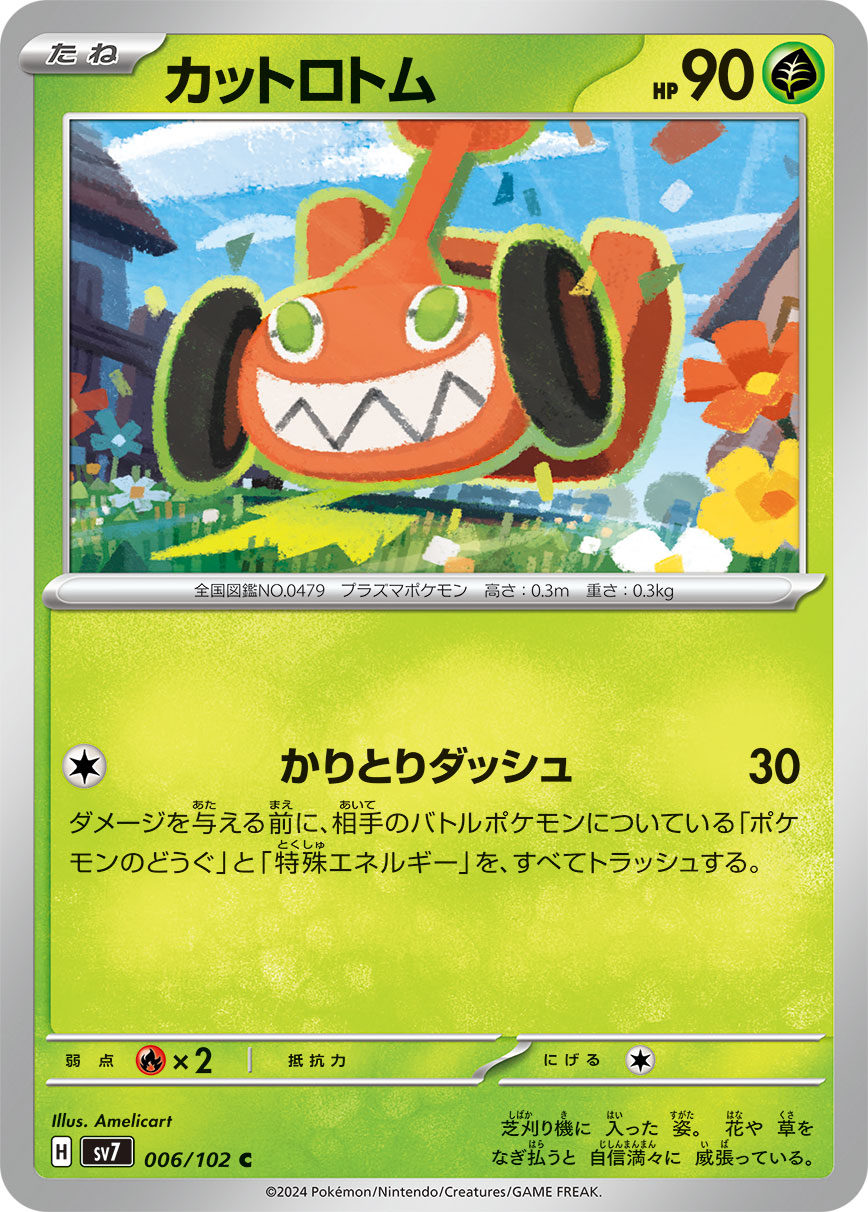 たね
カットロトム
HP 90
全国図鑑NO.0479 プラズマポケモン 高さ：0.3m 重さ：0.3kg
かりとりダッシュ 30
ダメージを与える前に、相手のバトルポケモンについている「ポケ
モンのどうぐ」と「特殊エネルギー」を、すべてトラッシュする。
弱点 ×2 抵抗力 にげる
Illus. Amelicart
芝刈り機に 入った 姿。 花や 草を
なぎ払うと 自信満々に 威張っている。
H sv7 006/102 C
©2024 Pokémon/Nintendo/Creatures/GAME FREAK.